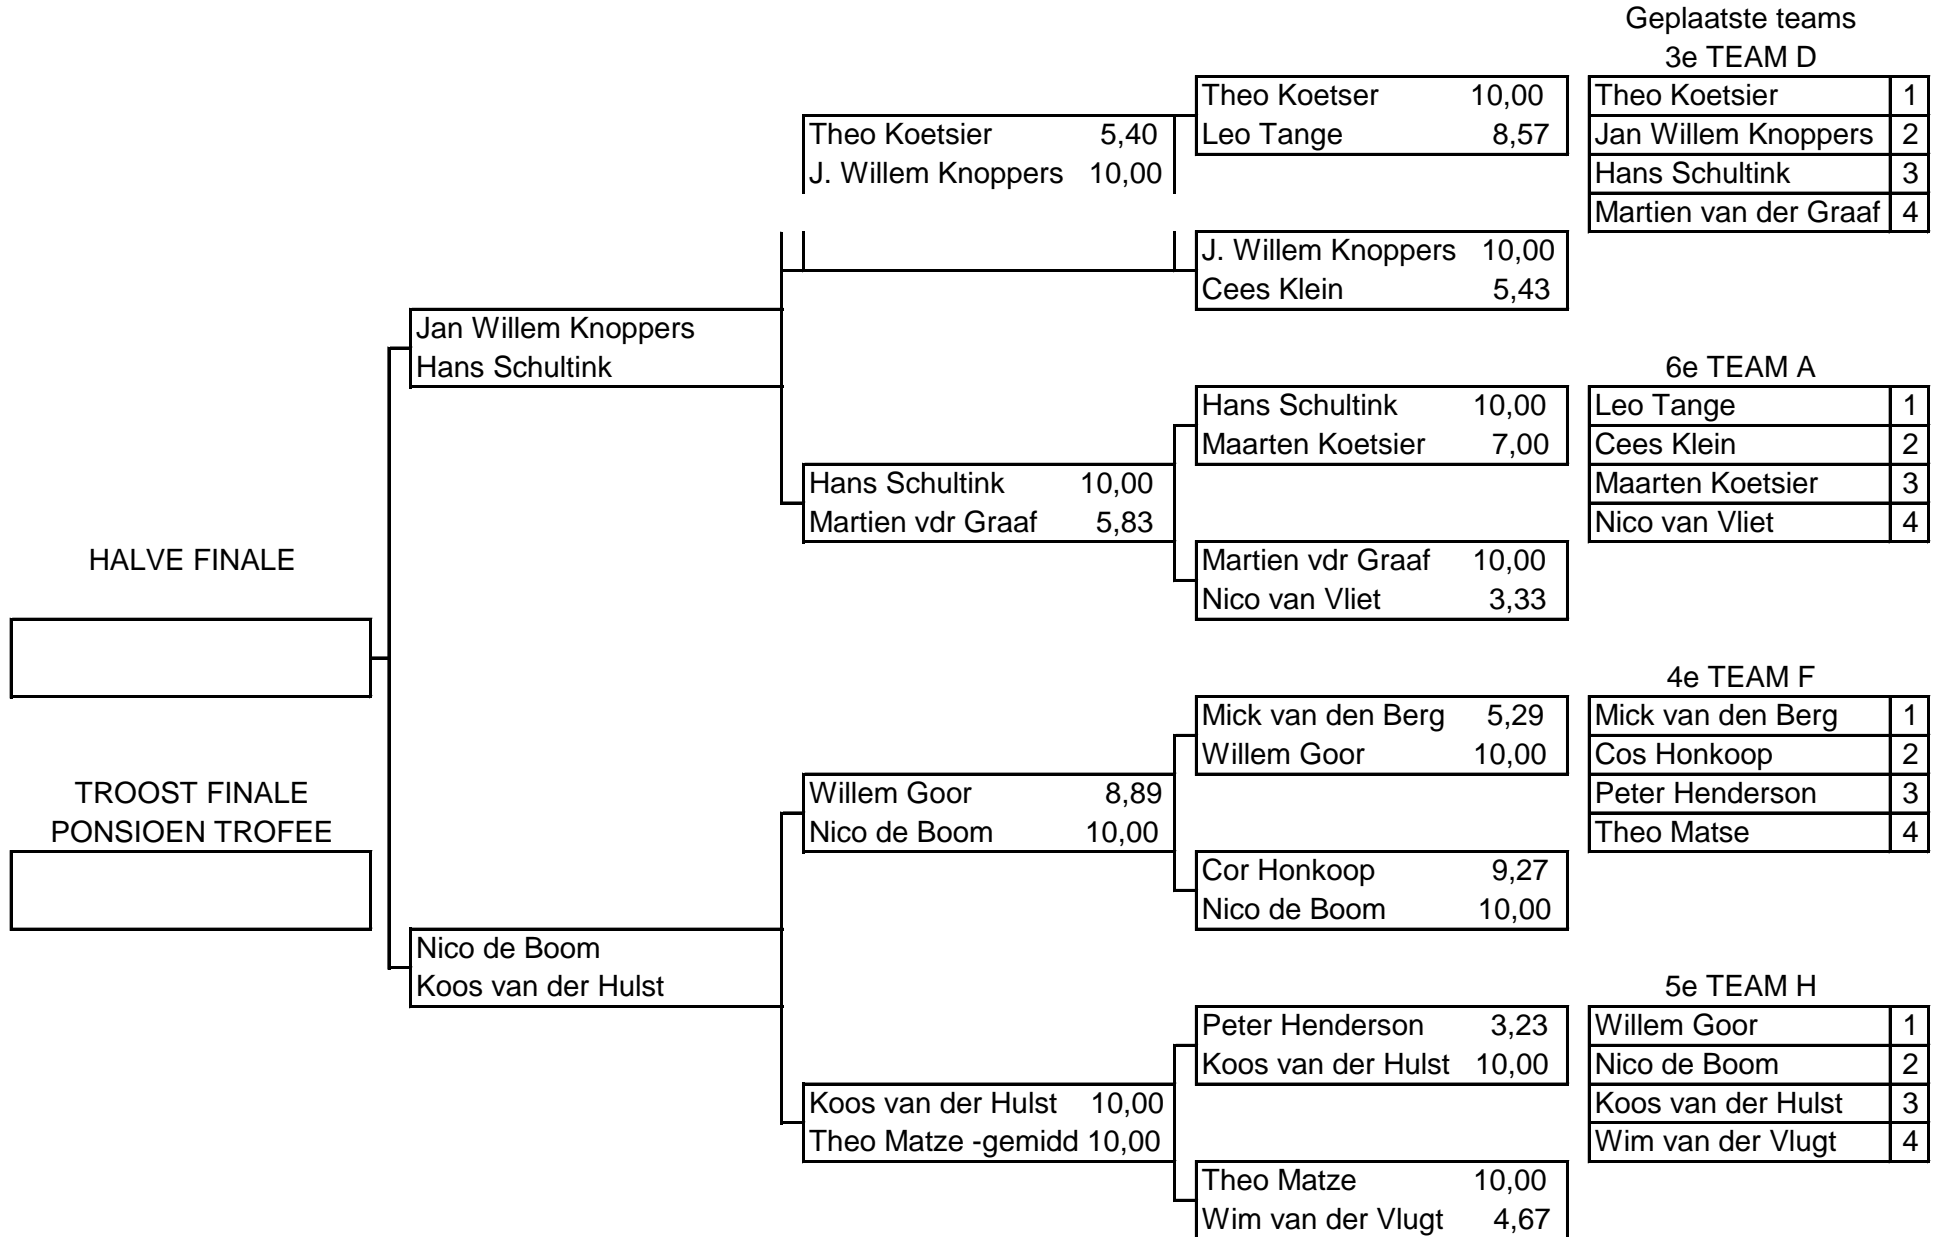 Geplaatste teams
3e TEAM D
Theo Koetser 10,00 Theo Koetsier 1
Theo Koetsier 5,40 Leo Tange 8,57 Jan Willem Knoppers 2
J. Willem Knoppers 10,00 Hans Schultink 3
Martien van der Graaf 4
J. Willem Knoppers 10,00
Cees Klein 5,43
Jan Willem Knoppers
Hans Schultink 6e TEAM A
Hans Schultink 10,00 Leo Tange 1
Maarten Koetsier 7,00 Cees Klein 2
Hans Schultink 10,00 Maarten Koetsier 3
Martien vdr Graaf 5,83 Nico van Vliet 4
HALVE FINALE Martien vdr Graaf 10,00
Nico van Vliet 3,33
4e TEAM F
Mick van den Berg 5,29 Mick van den Berg 1
Willem Goor 10,00 Cos Honkoop 2
TROOST FINALE Willem Goor 8,89 Peter Henderson 3
PONSIOEN TROFEE Nico de Boom 10,00 Theo Matse 4
Cor Honkoop 9,27
Nico de Boom 10,00
Nico de Boom
Koos van der Hulst 5e TEAM H
Peter Henderson 3,23 Willem Goor 1
Koos van der Hulst 10,00 Nico de Boom 2
Koos van der Hulst 10,00 Koos van der Hulst 3
Theo Matze -gemidd 10,00 Wim van der Vlugt 4
Theo Matze 10,00
Wim van der Vlugt 4,67